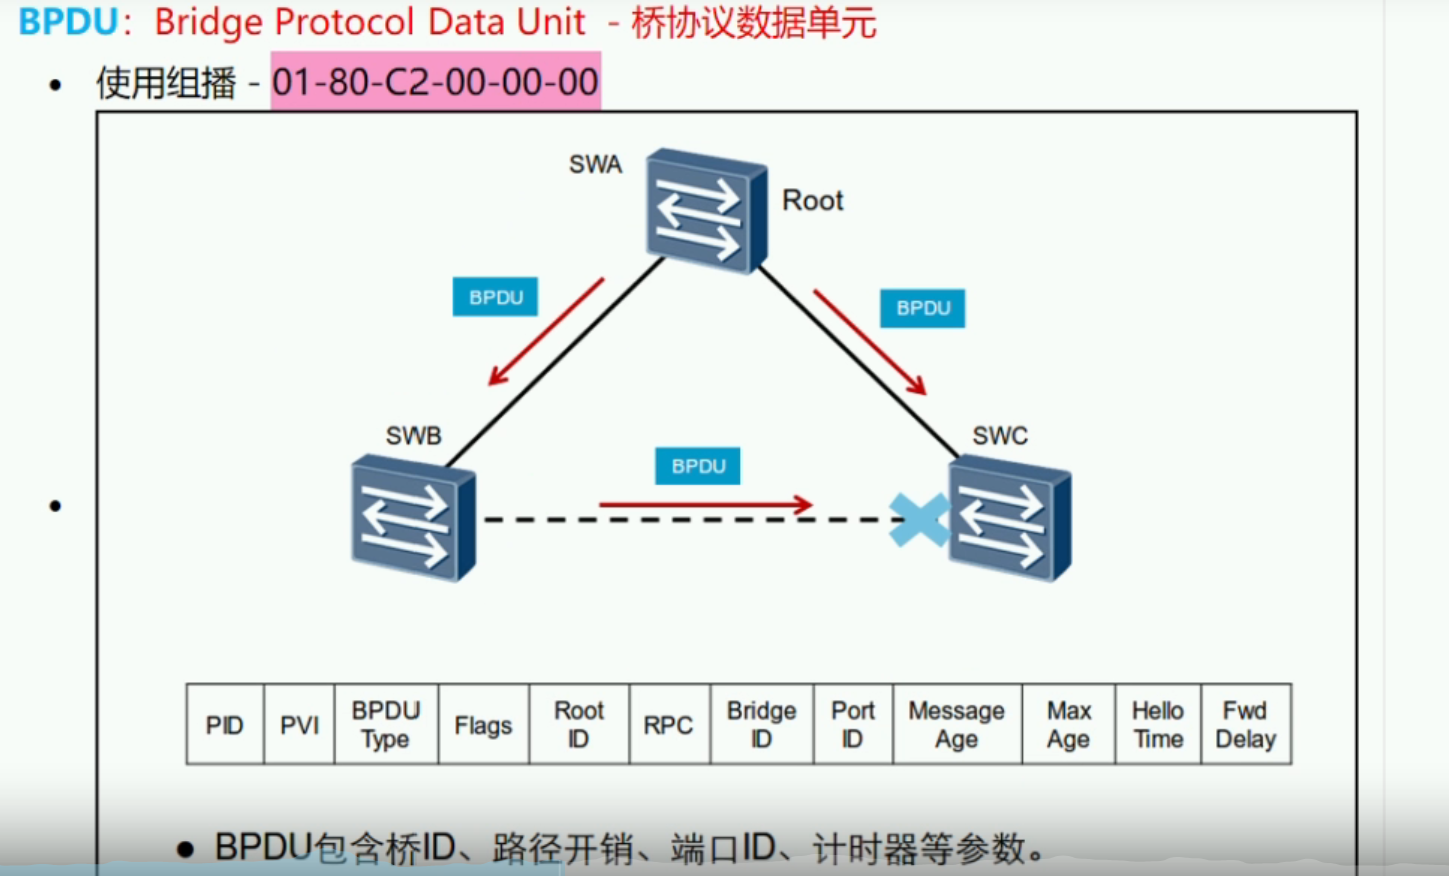 BPDU：Bridge Protocol Data Unit - 桥协议数据单元
使用组播 - 01-80-C2-00-00-00
SWA
Root
BPDU
BPDU
SWB
SWC
BPDU
PID PVI BPDU Type Flags Root ID RPC Bridge ID Port ID Message Age Max Age Hello Time Fwd Delay
BPDU包含桥ID、路径开销、端口ID、计时器等参数。